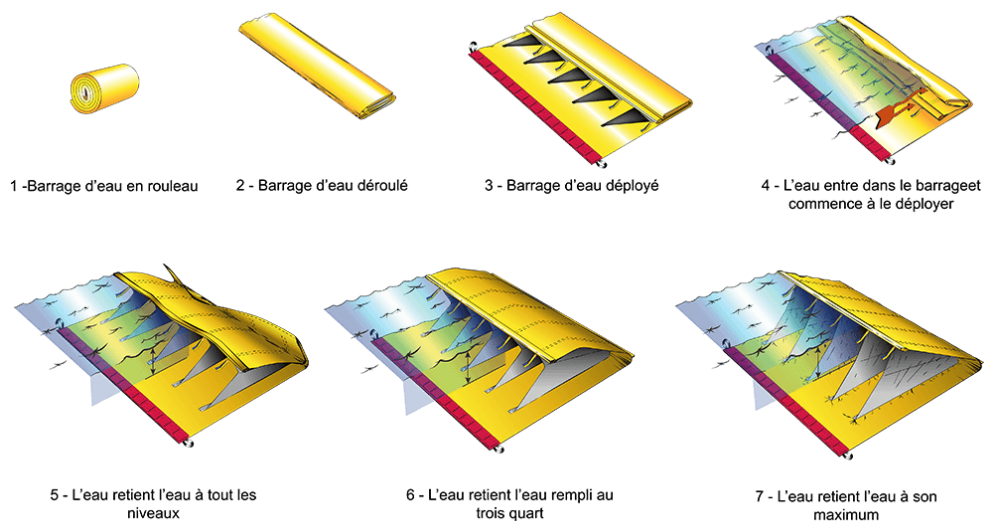 1 -Barrage d'eau en rouleau
2 - Barrage d'eau déroulé
3 - Barrage d'eau déployé
4 - L'eau entre dans le barrageet
commence à le déployer
5 - L'eau retient l'eau à tout les
niveaux
6 - L'eau retient l'eau rempli au
trois quart
7 - L'eau retient l'eau à son
maximum